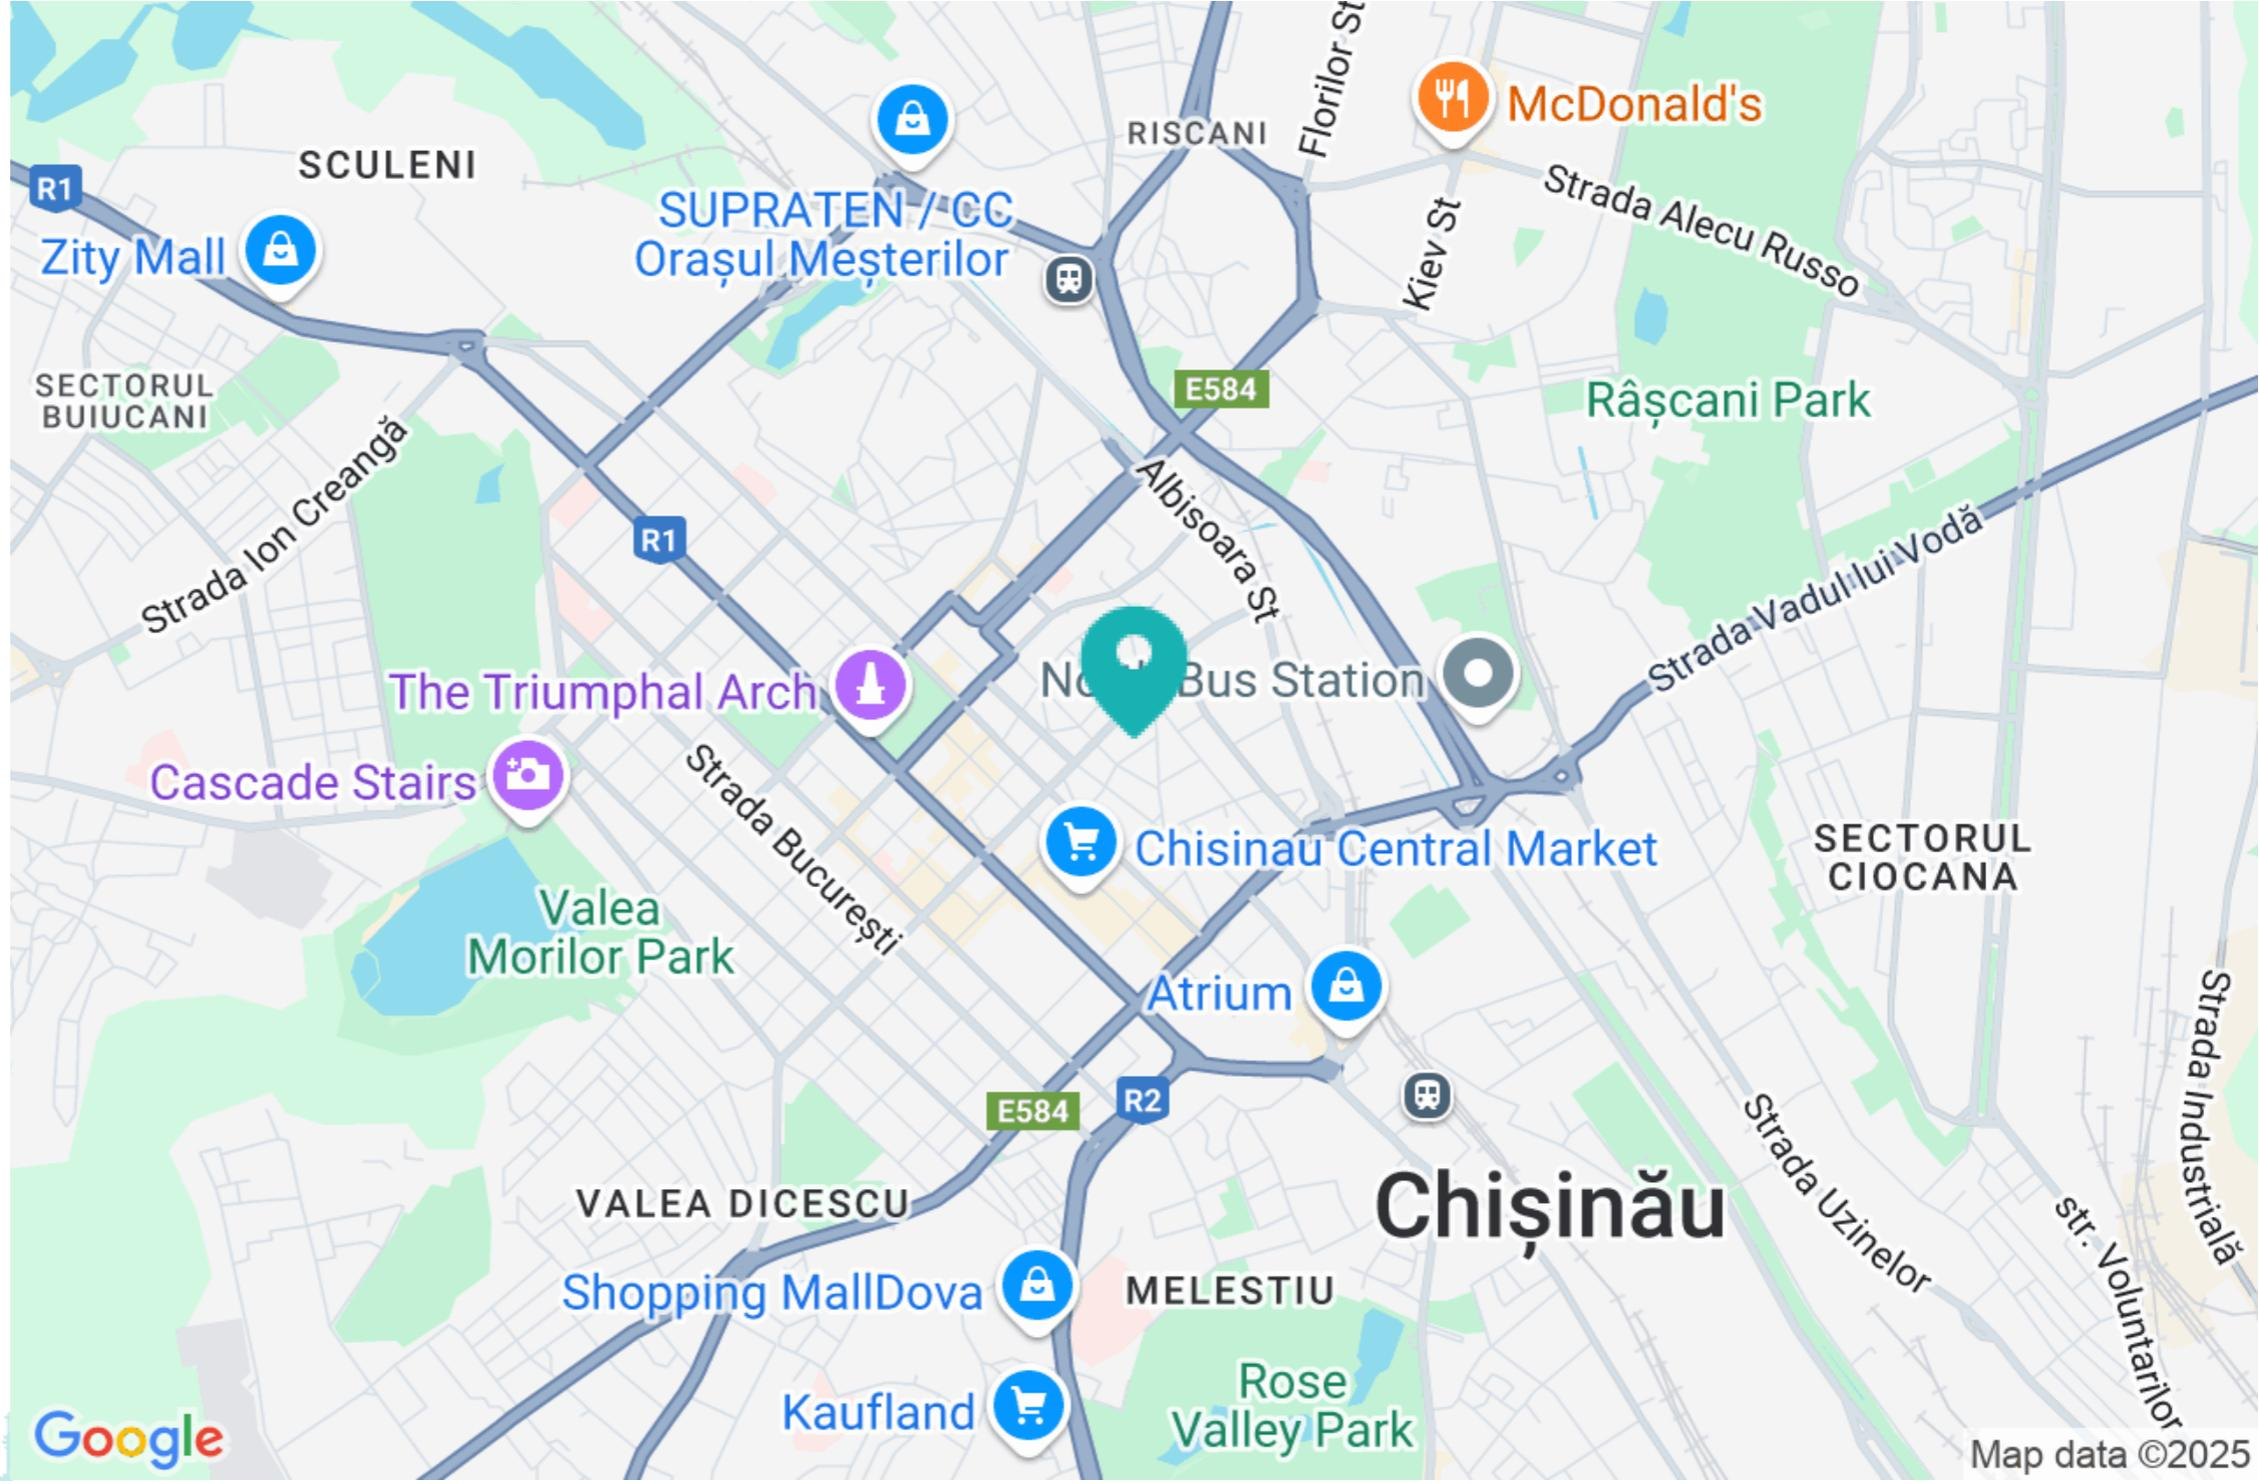 Florilor St
McDonald's
RISCANI
SCULENI
R1
SUPRATEN / CC
Orașul Meșterilor
Zity Mall
Strada Alecu Russo
Kiev St
SECTORUL
BUIUCANI
E584
Râșcani Park
Strada Ion Creangă
R1
Albisoara St
Strada Vadul lui Vodă
The Triumphal Arch
Bus Station
Cascade Stairs
Strada București
Chisinau Central Market
SECTORUL
CIOCANA
Valea
Morilor Park
Atrium
Strada Industrială
E584
R2
Strada Uzinelor
VALEA DICESCU
Chișinău
str. Voluntarilor
Shopping MallDova
MELESTIU
Rose
Valley Park
Kaufland
Google
Map data ©2025